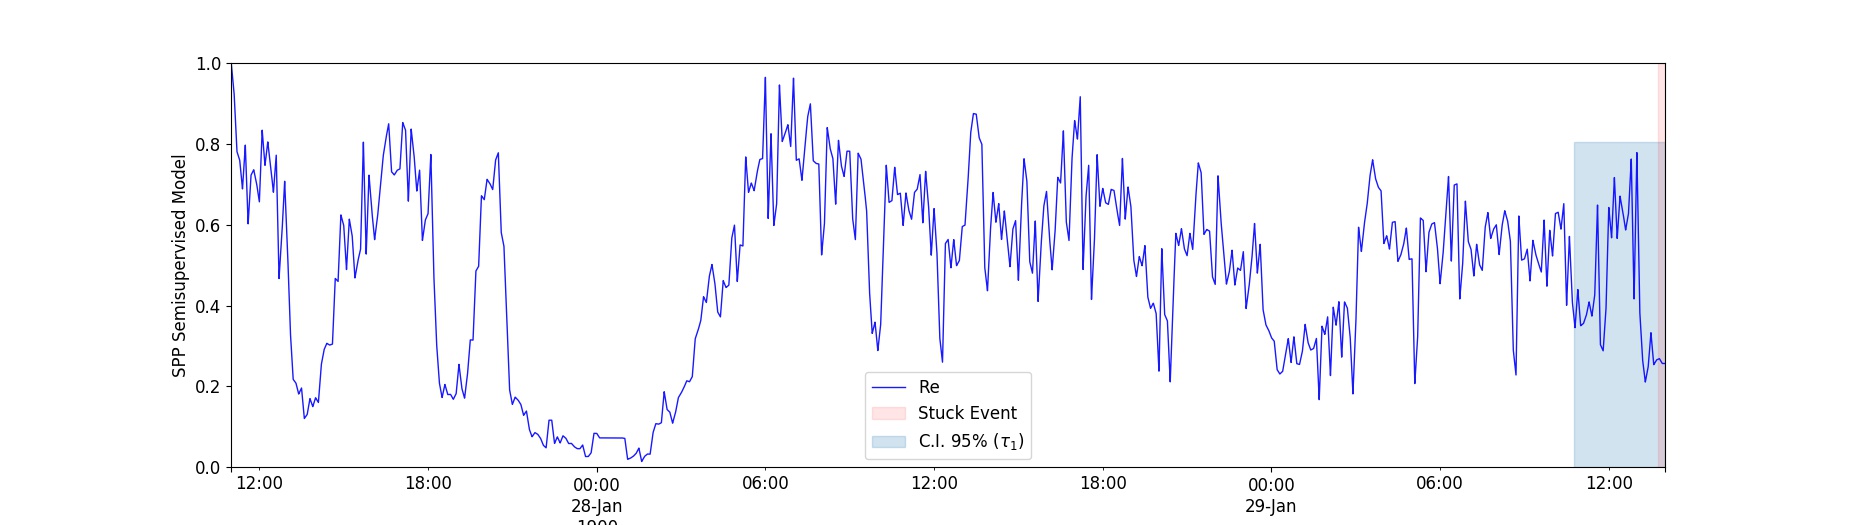 SPP Semisupervised Model
1.0
0.8
0.6
0.4
0.2
0.0
Re
Stuck Event
C.I. 95% (τ₁)
12:00 18:00 00:00 06:00 12:00 18:00 00:00 06:00 12:00
28-Jan 29-Jan
1900